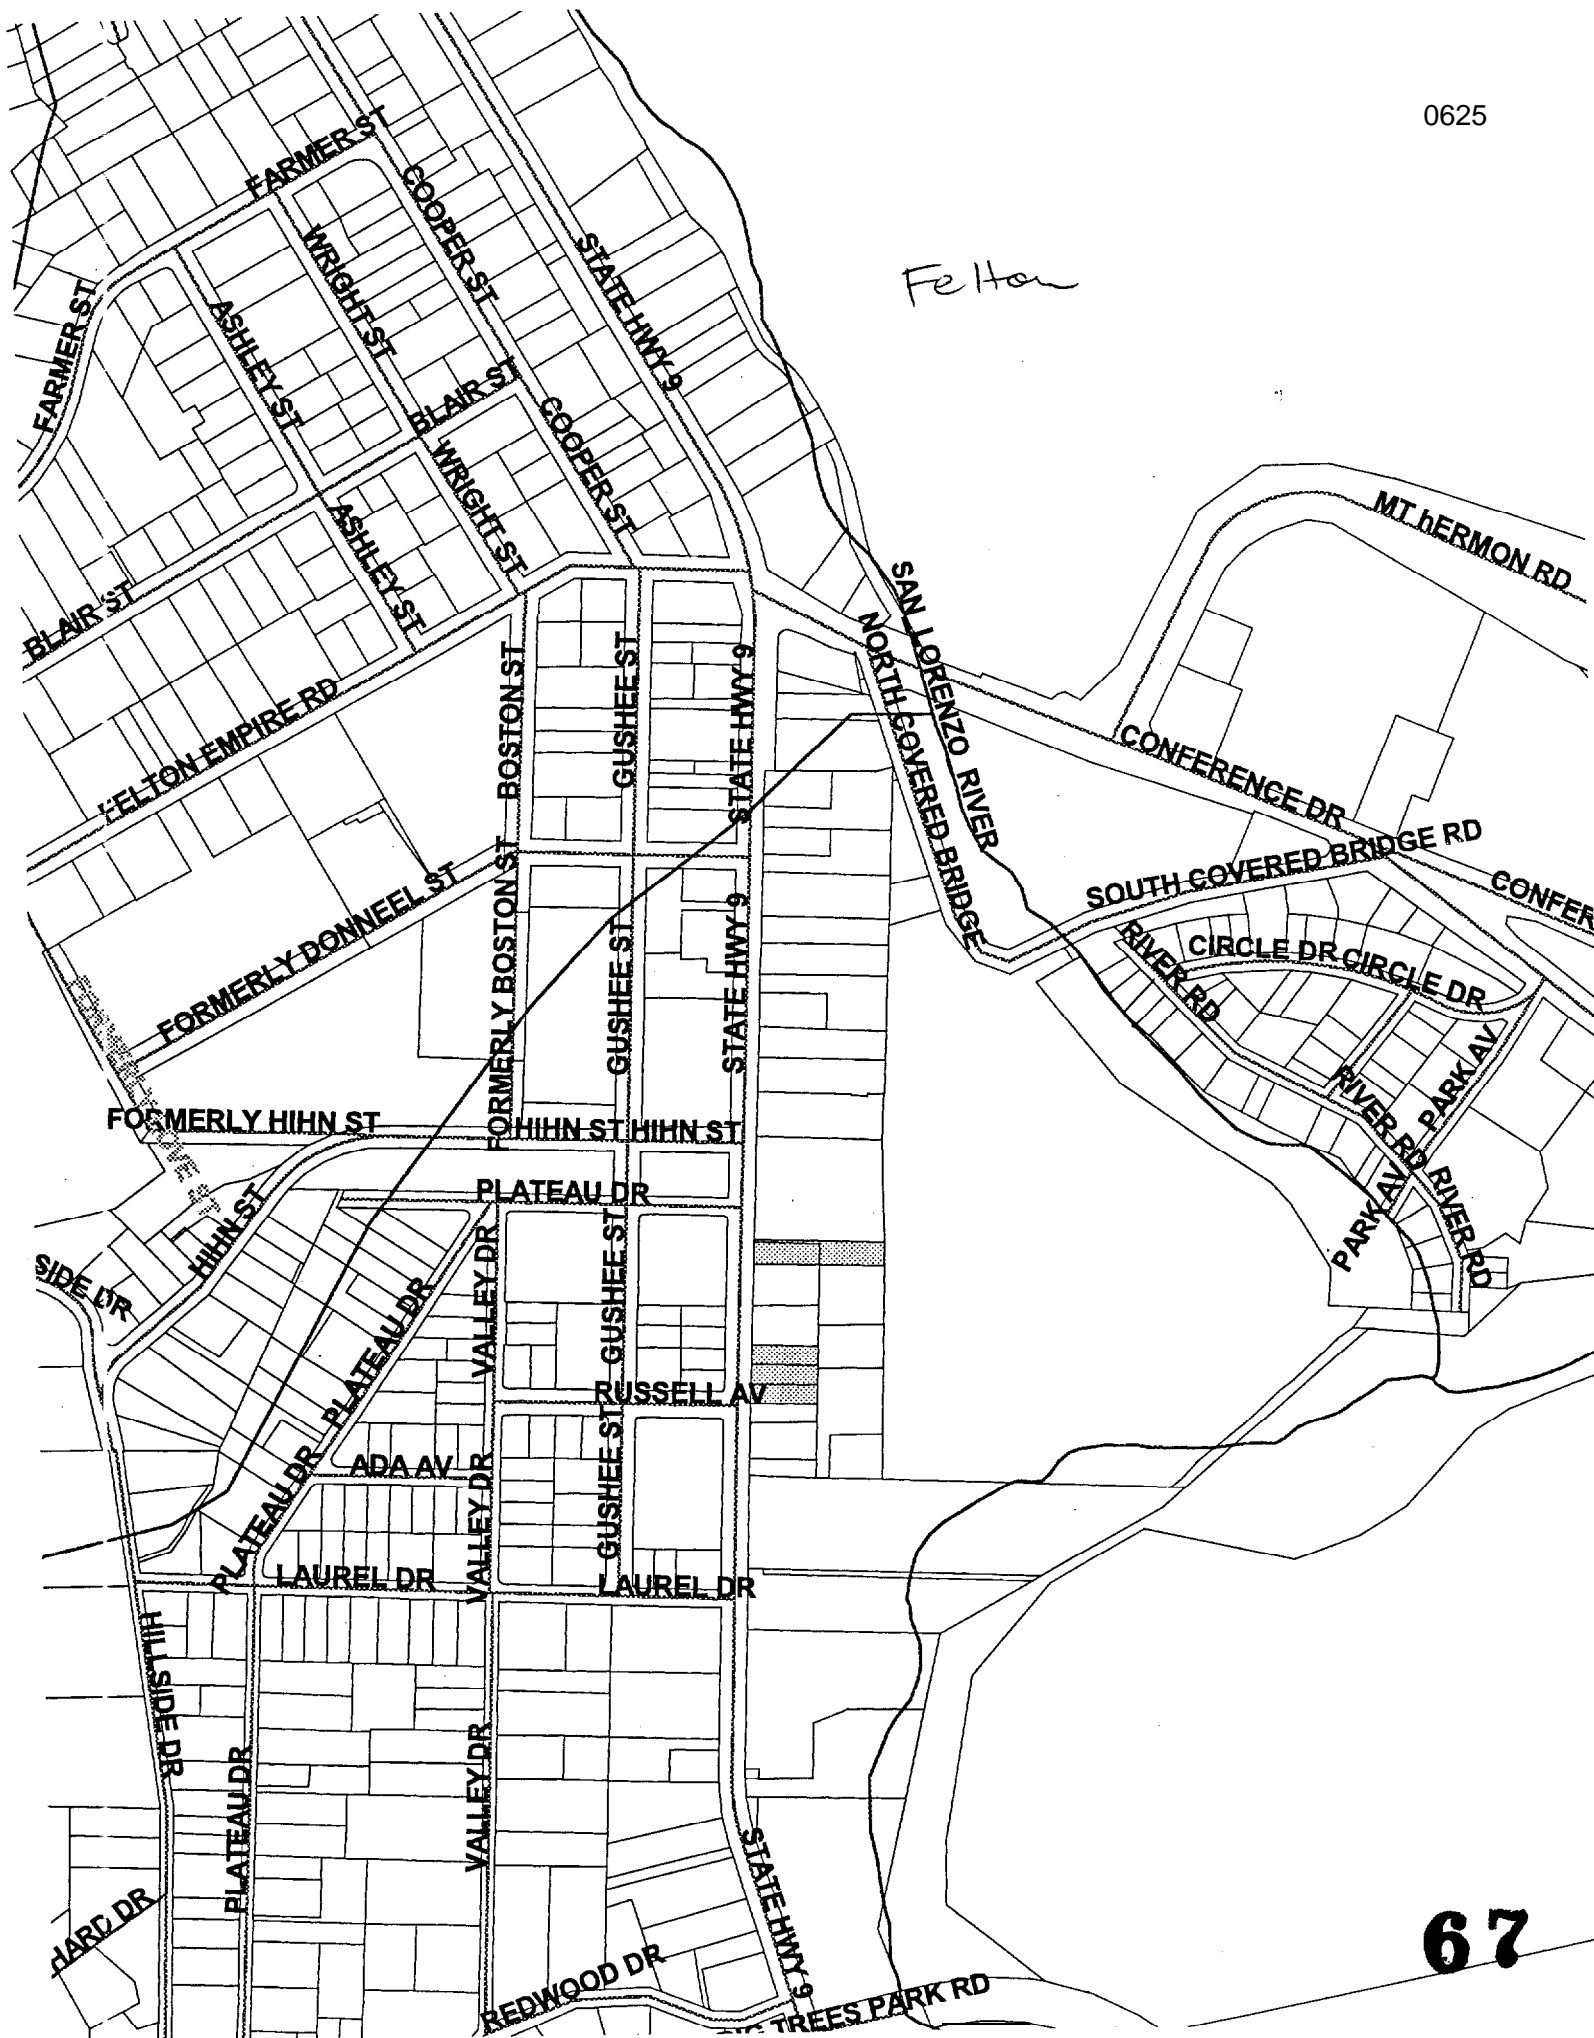 0625
FARMER ST
COOPER ST
WRIGHT ST
STATE HWY 9
Felton
FARMER ST
ASHLEY ST
BLAIR ST
COOPER ST
WRIGHT ST
ASHLEY ST
MT hERMON RD
BLAIR ST
SAN LORENZO RIVER
NORTH COVERED BRIDGE
BOSTON ST
GUSHEE ST
STATE HWY 9
FELTON EMPIRE RD
CONFERENCE DR
SOUTH COVERED BRIDGE RD
CONFER
FORMERLY DONNEEL ST
FORMERLY BOSTON ST
GUSHEE ST
STATE HWY 9
RIVER RD
CIRCLE DR
CIRCLE DR
PARK AV
RIVER RD
FORMERLY HIHN ST
HIHN ST
HIHN ST
PLATEAU DR
PARK AV
RIVER RD
HIHN ST
SIDE DR
VALLEY DR
GUSHEE ST
PLATEAU DR
RUSSELL AV
GUSHEE ST
ADA AV
PLATEAU DR
VALLEY DR
LAUREL DR
LAUREL DR
HILLSIDE DR
PLATEAU DR
VALLEY DR
STATE HWY 9
HARD DR
REDWOOD DR
TREES PARK RD
67